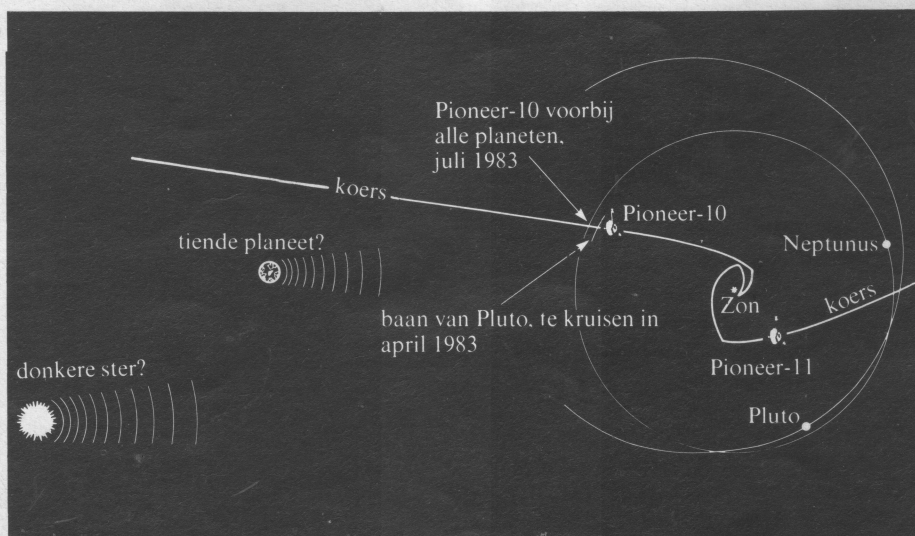 Pioneer-10 voorbij
alle planeten,
juli 1983
koers
Pioneer-10
tiende planeet?
Neptunus
koers
Zon
baan van Pluto, te kruisen in
april 1983
donkere ster?
Pioneer-11
Pluto